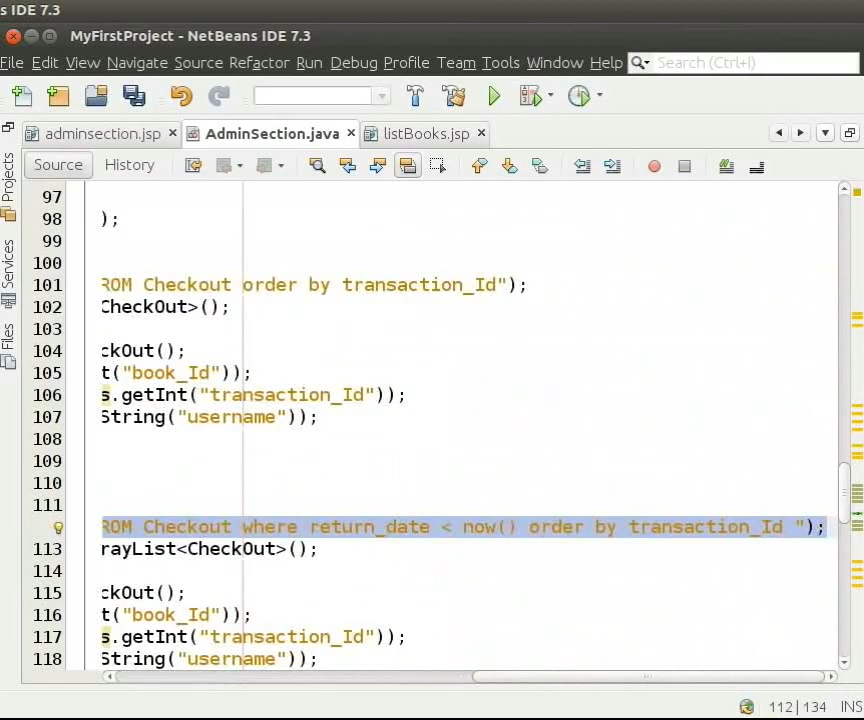 s IDE 7.3
MyFirstProject - NetBeans IDE 7.3
File Edit View Navigate Source Refactor Run Debug Profile Team Tools Window Help Search (Ctrl+I)
adminsection.jsp AdminSection.java listBooks.jsp
Source History
Projects
Services
Files
97
98 );
99
100
101 ROM Checkout order by transaction_Id");
102 CheckOut>();
103
104 ckOut();
105 t("book_Id"));
106 s.getInt("transaction_Id"));
107 String("username"));
108
109
110
111
ROM Checkout where return_date < now() order by transaction_Id ");
113 rayList<CheckOut>();
114
115 ckOut();
116 t("book_Id"));
117 s.getInt("transaction_Id"));
118 String("username"));
112|134 INS